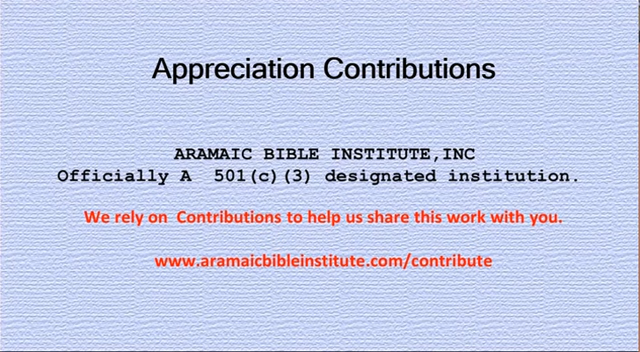 Appreciation Contributions
ARAMAIC BIBLE INSTITUTE,INC
Officially A 501(c)(3) designated institution.
We rely on Contributions to help us share this work with you.
www.aramaicbibleinstitute.com/contribute